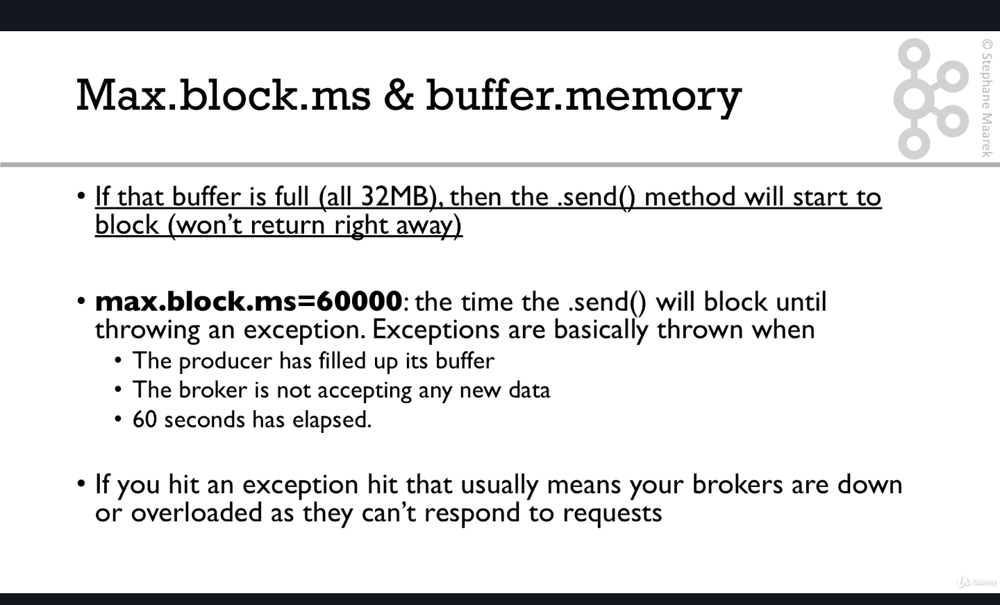 Max.block.ms & buffer.memory
© Stephane Maarek
• If that buffer is full (all 32MB), then the .send() method will start to
block (won’t return right away)
• max.block.ms=60000: the time the .send() will block until
throwing an exception. Exceptions are basically thrown when
• The producer has filled up its buffer
• The broker is not accepting any new data
• 60 seconds has elapsed.
• If you hit an exception hit that usually means your brokers are down
or overloaded as they can’t respond to requests
Udemy